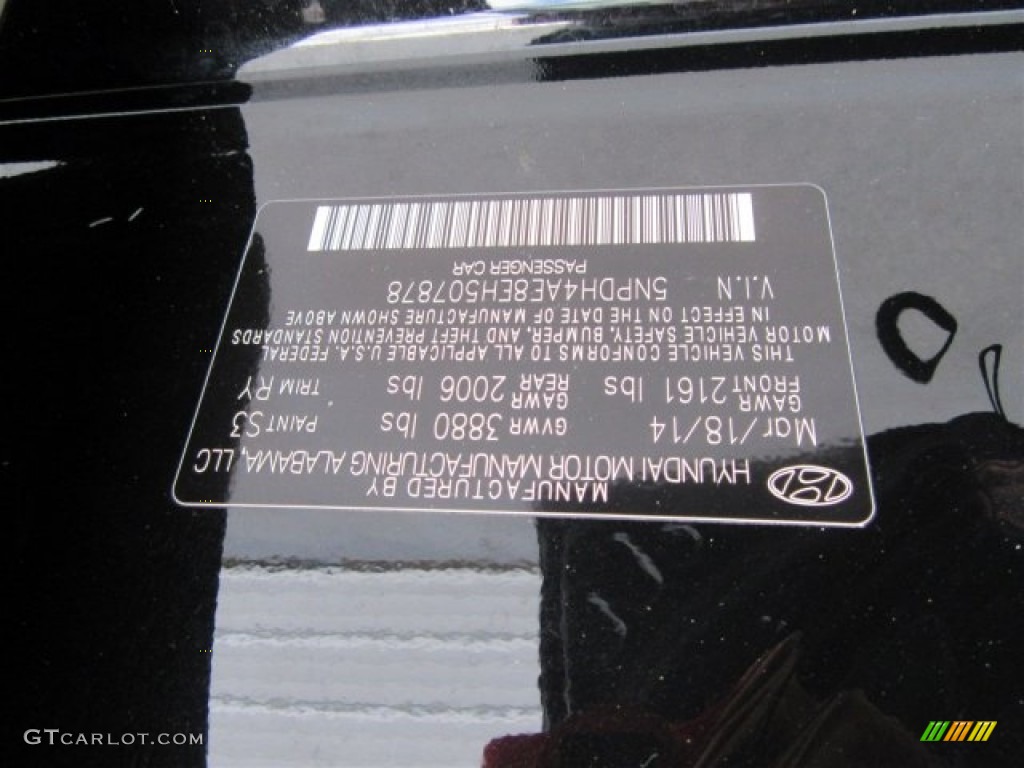 MANUFACTURED BY
HYUNDAI MOTOR MANUFACTURING ALABAMA, LLC
Mar/18/14 GVWR 3880 lbs PAINT S3
GAWR FRONT 2161 lbs GAWR REAR 2006 lbs TRIM RY
THIS VEHICLE CONFORMS TO ALL APPLICABLE U.S.A. FEDERAL
MOTOR VEHICLE SAFETY, BUMPER, AND THEFT PREVENTION STANDARDS
IN EFFECT ON THE DATE OF MANUFACTURE SHOWN ABOVE
V.I.N 5NPDH4AE8EH507878
PASSENGER CAR
GTCARLOT.COM